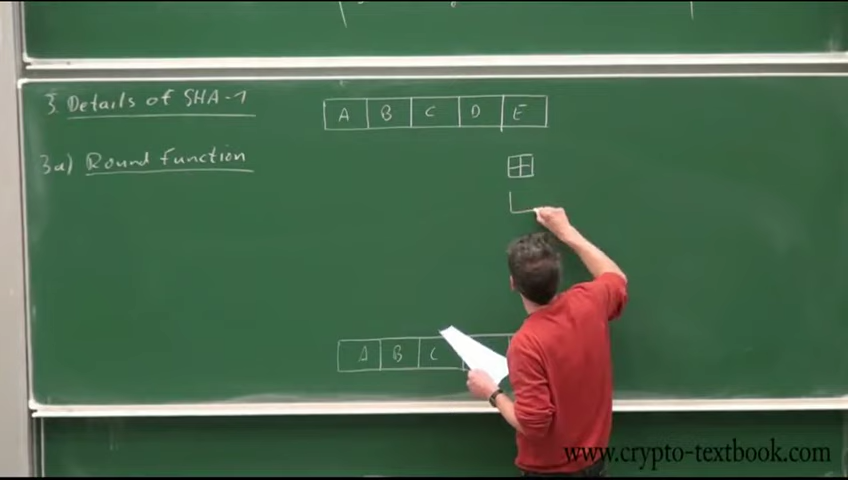 3. Details of SHA-1
A B C D E
3a) Round Function
A B C
www.crypto-textbook.com